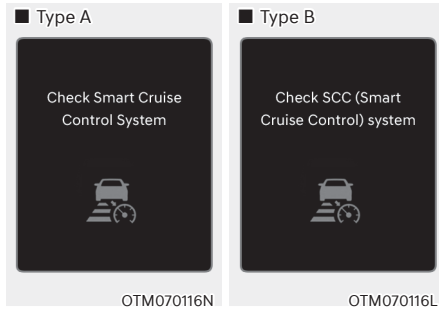 ■ Type A
Check Smart Cruise
Control System
OTM070116N
■ Type B
Check SCC (Smart
Cruise Control) system
OTM070116L